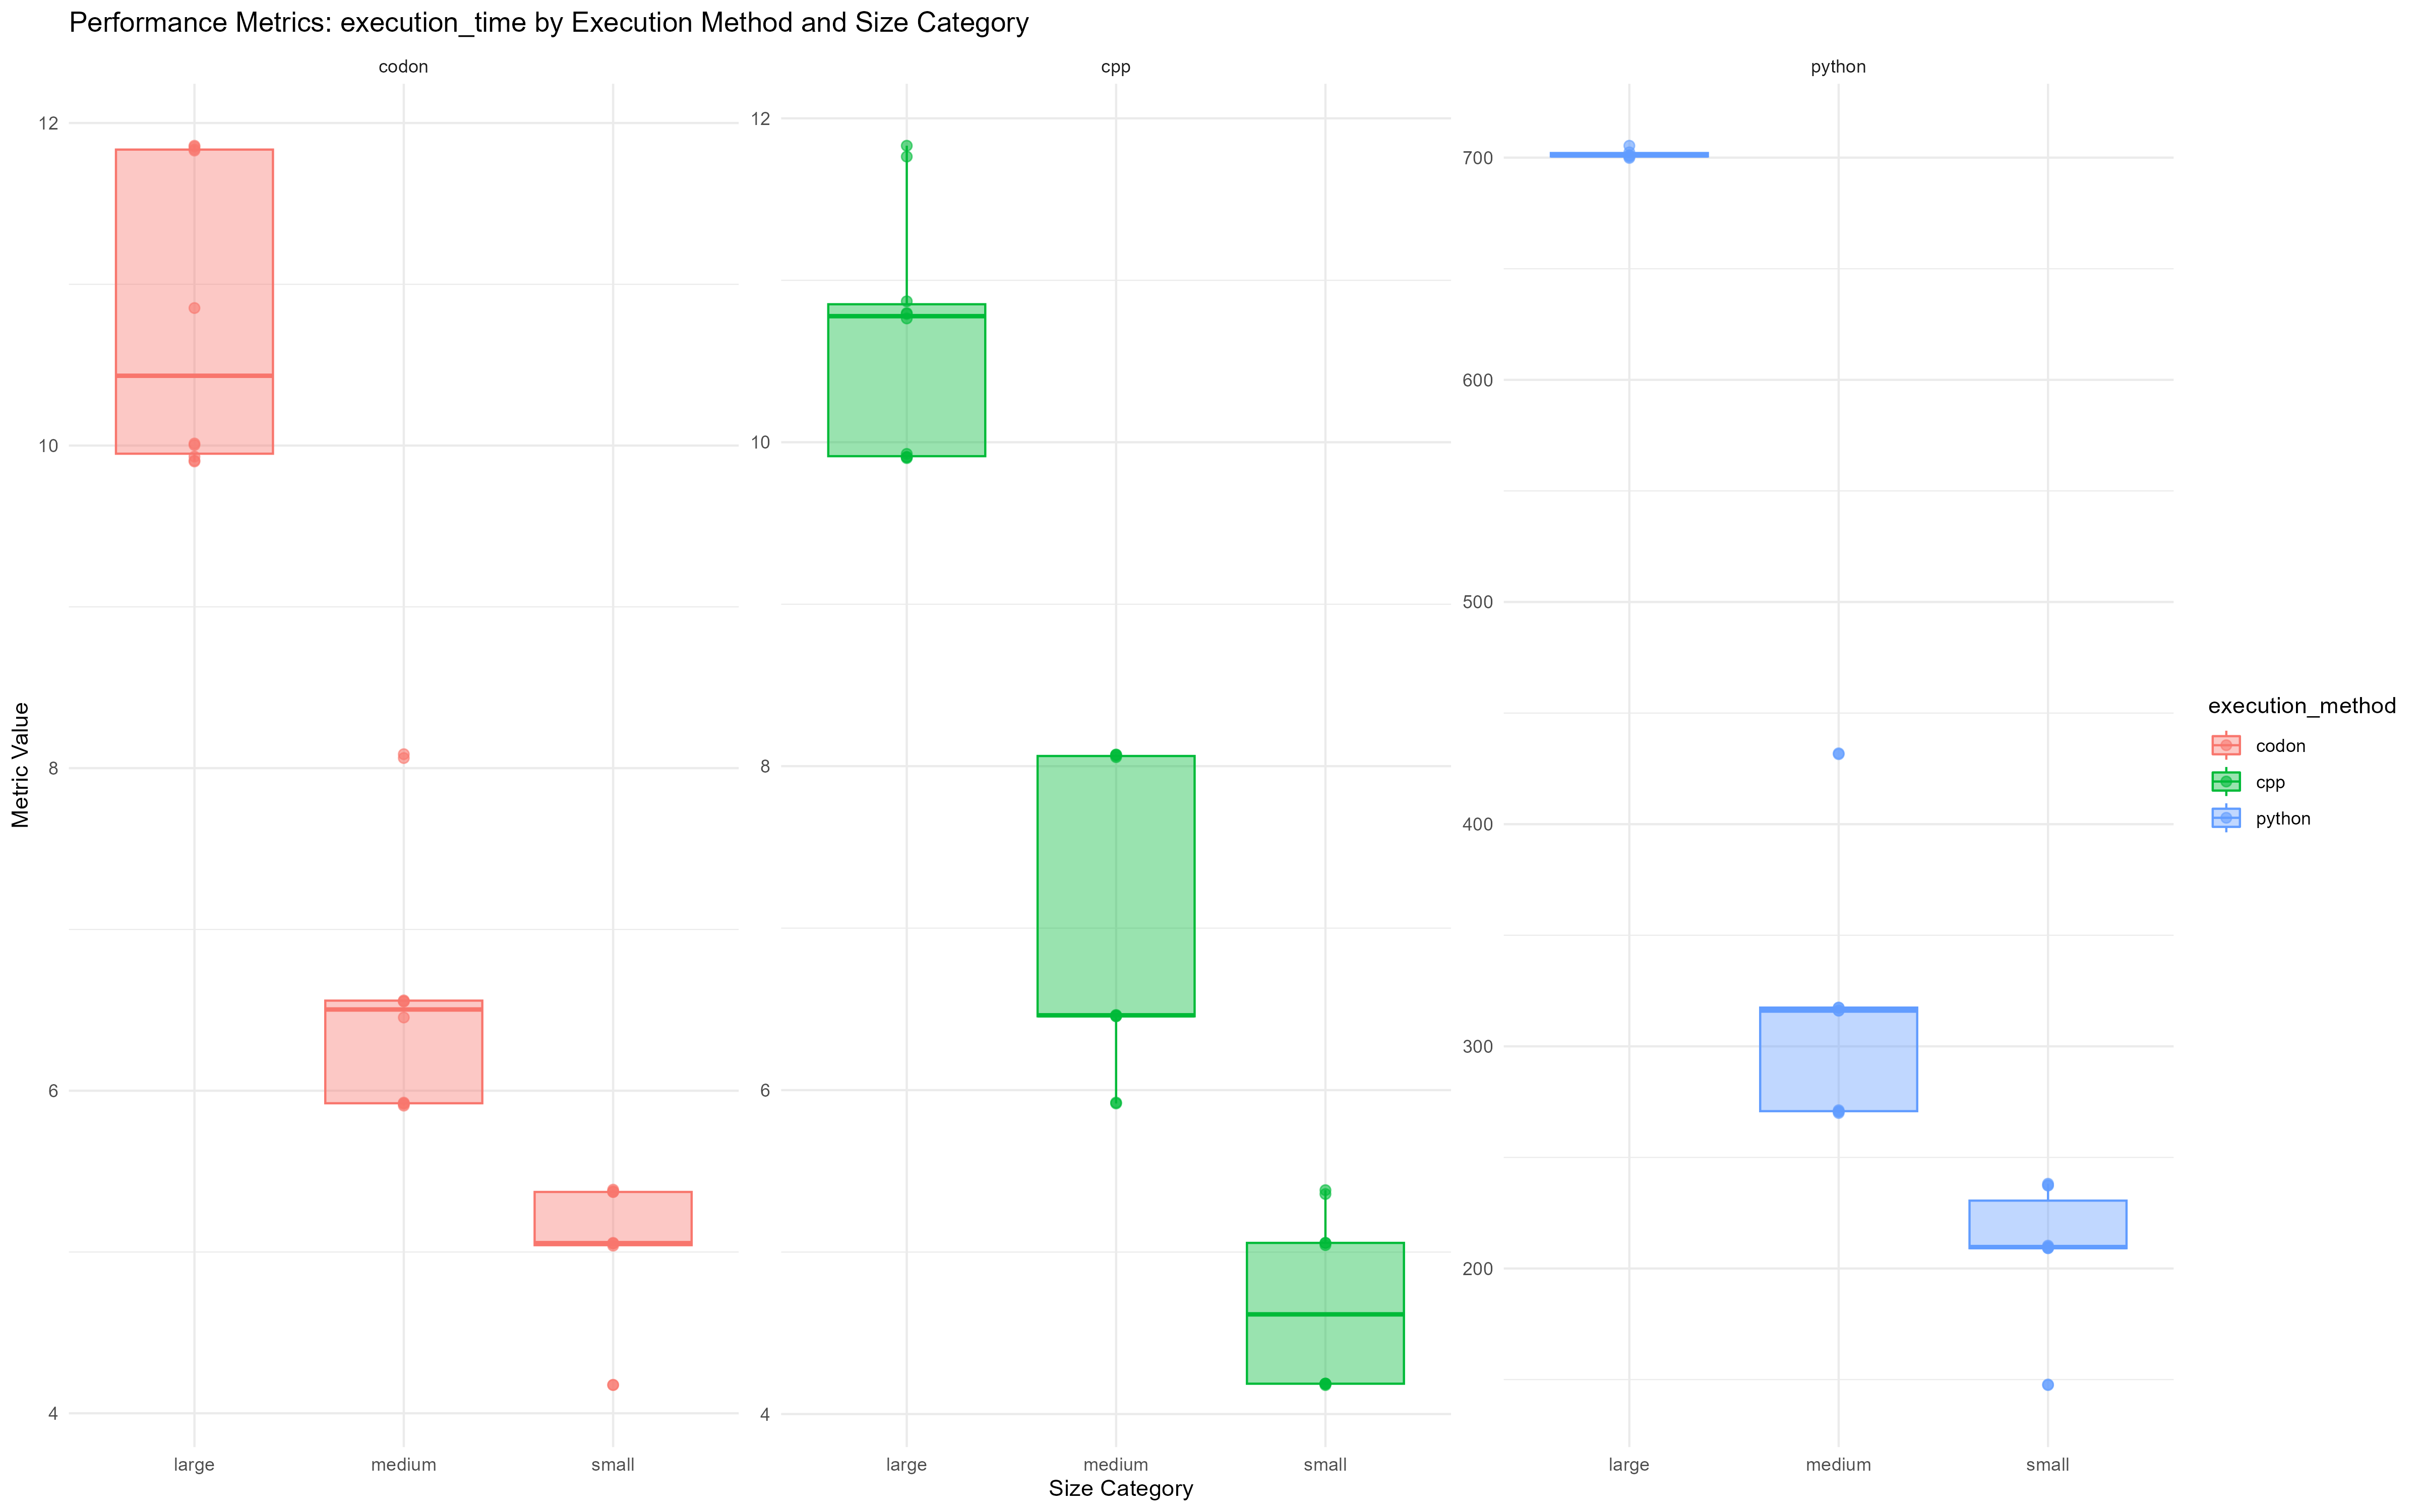 Performance Metrics: execution_time by Execution Method and Size Category
codon
cpp
python
12
10
8
6
4
12
10
8
6
4
700
600
500
400
300
200
Metric Value
large
medium
small
large
medium
small
large
medium
small
Size Category
execution_method
codon
cpp
python